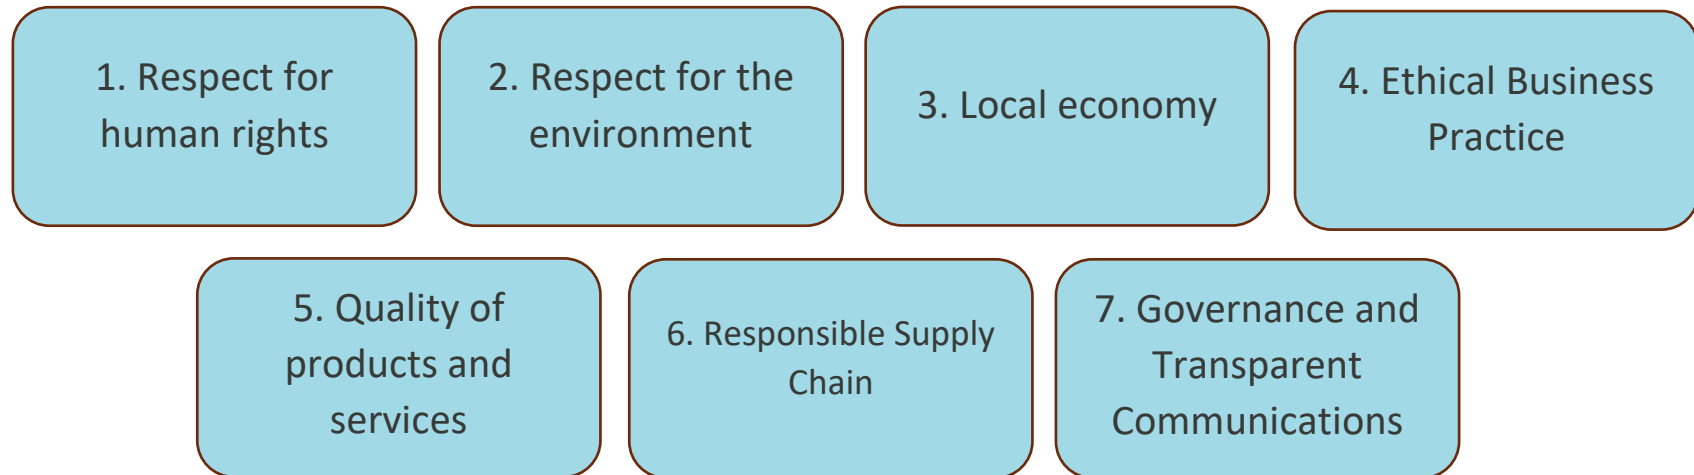 1. Respect for
human rights
2. Respect for the
environment
3. Local economy
4. Ethical Business
Practice
5. Quality of
products and
services
6. Responsible Supply
Chain
7. Governance and
Transparent
Communications